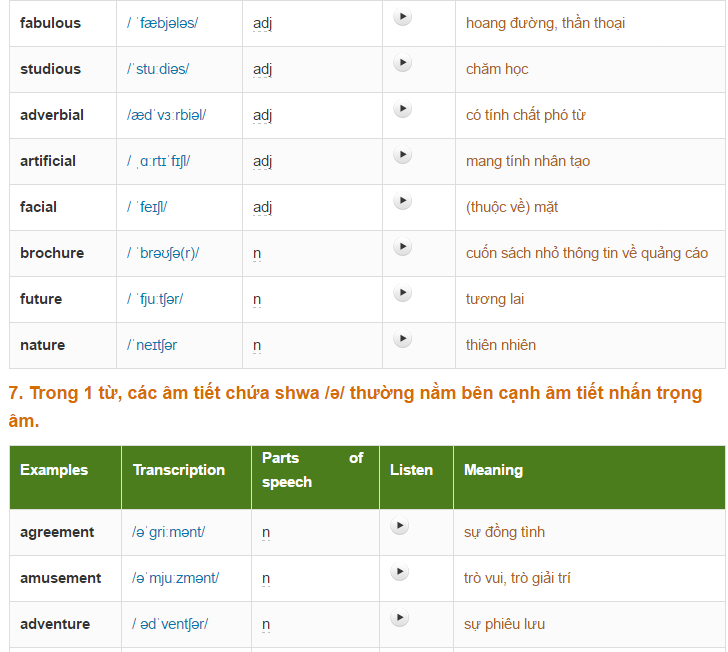 fabulous / ˈfæbjələs/ adj hoang đường, thần thoại
studious /ˈstuːdiəs/ adj chăm học
adverbial /ædˈvɜːrbiəl/ adj có tính chất phó từ
artificial / ˌɑːrtɪˈfɪʃl/ adj mang tính nhân tạo
facial / ˈfeɪʃl/ adj (thuộc về) mặt
brochure / ˈbrəʊʃə(r)/ n cuốn sách nhỏ thông tin về quảng cáo
future / ˈfjuːtʃər/ n tương lai
nature /ˈneɪtʃər n thiên nhiên
7. Trong 1 từ, các âm tiết chứa shwa /ə/ thường nằm bên cạnh âm tiết nhấn trọng
âm.
Examples Transcription Parts of speech Listen Meaning
agreement /əˈɡriːmənt/ n sự đồng tình
amusement /əˈmjuːzmənt/ n trò vui, trò giải trí
adventure / ədˈventʃər/ n sự phiêu lưu